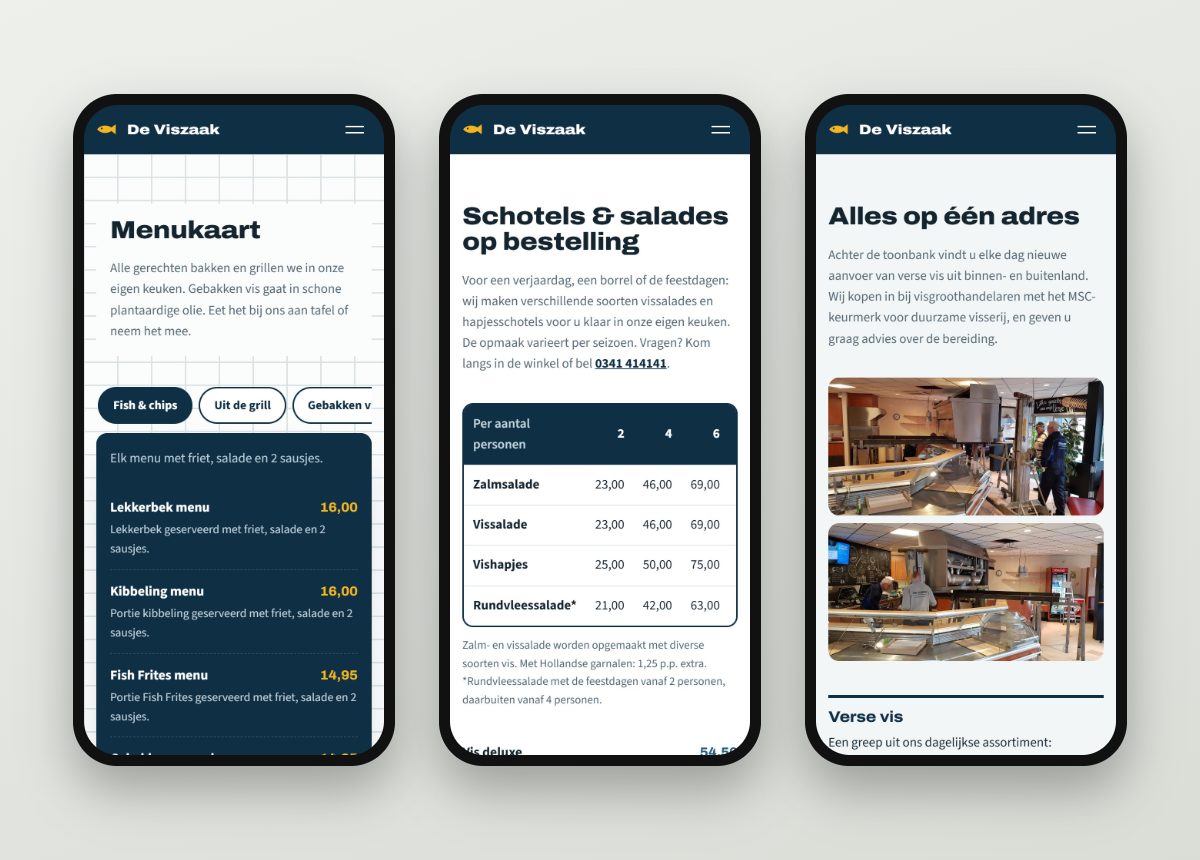 De Viszaak
Menukaart
Alle gerechten bakken en grillen we in onze
eigen keuken. Gebakken vis gaat in schone
plantaardige olie. Eet het bij ons aan tafel of
neem het mee.
Fish & chips
Uit de grill
Gebakken v
Elk menu met friet, salade en 2 sausjes.
Lekkerbek menu 16,00
Lekkerbek geserveerd met friet, salade en 2
sausjes.
Kibbeling menu 16,00
Portie kibbeling geserveerd met friet, salade en 2
sausjes.
Fish Frites menu 14,95
Portie Fish Frites geserveerd met friet, salade en 2
sausjes.
De Viszaak
Schotels & salades
op bestelling
Voor een verjaardag, een borrel of de feestdagen:
wij maken verschillende soorten vissalades en
hapjesschotels voor u klaar in onze eigen keuken.
De opmaak varieert per seizoen. Vragen? Kom
langs in de winkel of bel 0341 414141.
Per aantal
personen 2 4 6
Zalmsalade 23,00 46,00 69,00
Vissalade 23,00 46,00 69,00
Vishapjes 25,00 50,00 75,00
Rundvleessalade* 21,00 42,00 63,00
Zalm- en vissalade worden opgemaakt met diverse
soorten vis. Met Hollandse garnalen: 1,25 p.p. extra.
*Rundvleessalade met de feestdagen vanaf 2 personen,
daarbuiten vanaf 4 personen.
Vis deluxe 54,50
De Viszaak
Alles op één adres
Achter de toonbank vindt u elke dag nieuwe
aanvoer van verse vis uit binnen- en buitenland.
Wij kopen in bij visgroothandelaren met het MSC-
keurmerk voor duurzame visserij, en geven u
graag advies over de bereiding.
Verse vis
Een greep uit ons dagelijkse assortiment: